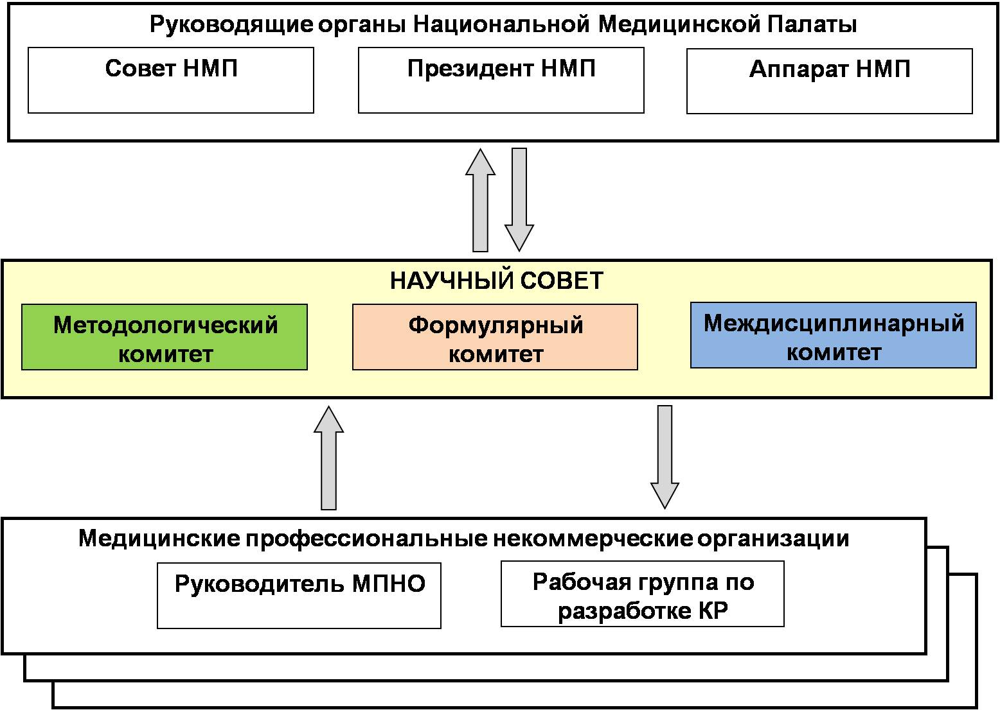 Руководящие органы Национальной Медицинской Палаты
Совет НМП
Президент НМП
Аппарат НМП
НАУЧНЫЙ СОВЕТ
Методологический
комитет
Формулярный
комитет
Междисциплинарный
комитет
Медицинские профессиональные некоммерческие организации
Руководитель МПНО
Рабочая группа по
разработке КР